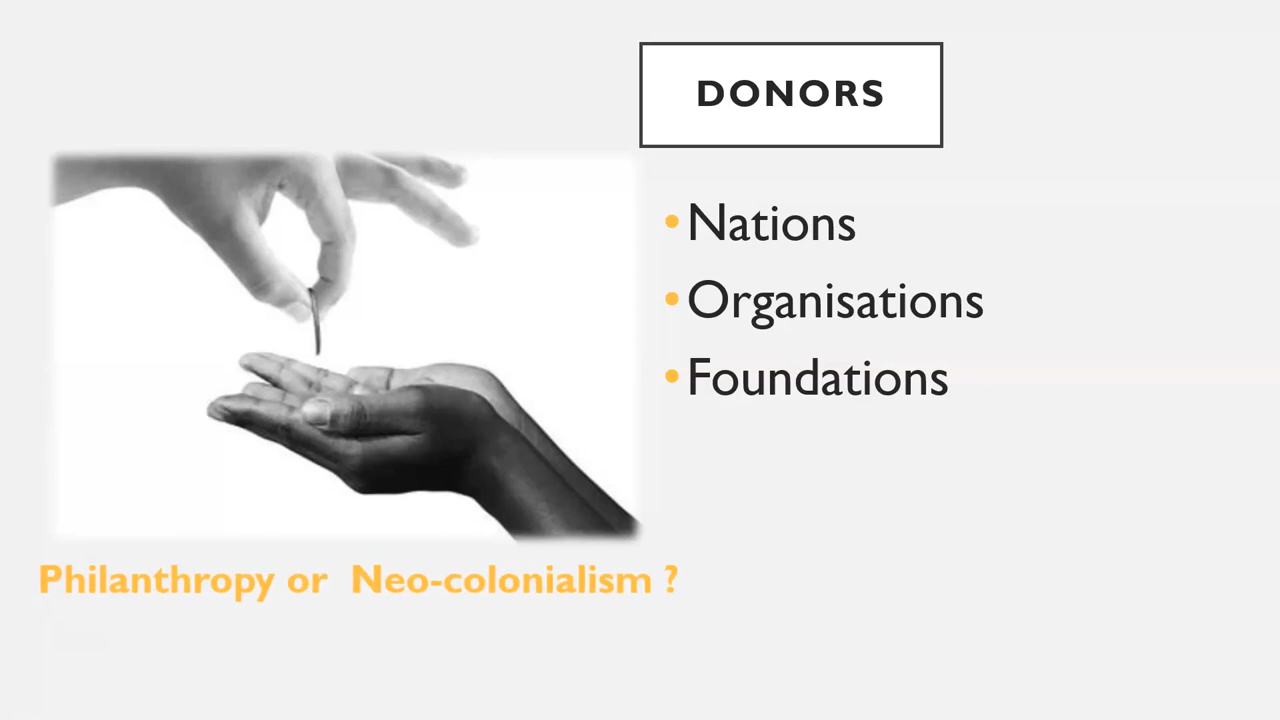 DONORS
•Nations
•Organisations
•Foundations
Philanthropy or Neo-colonialism ?